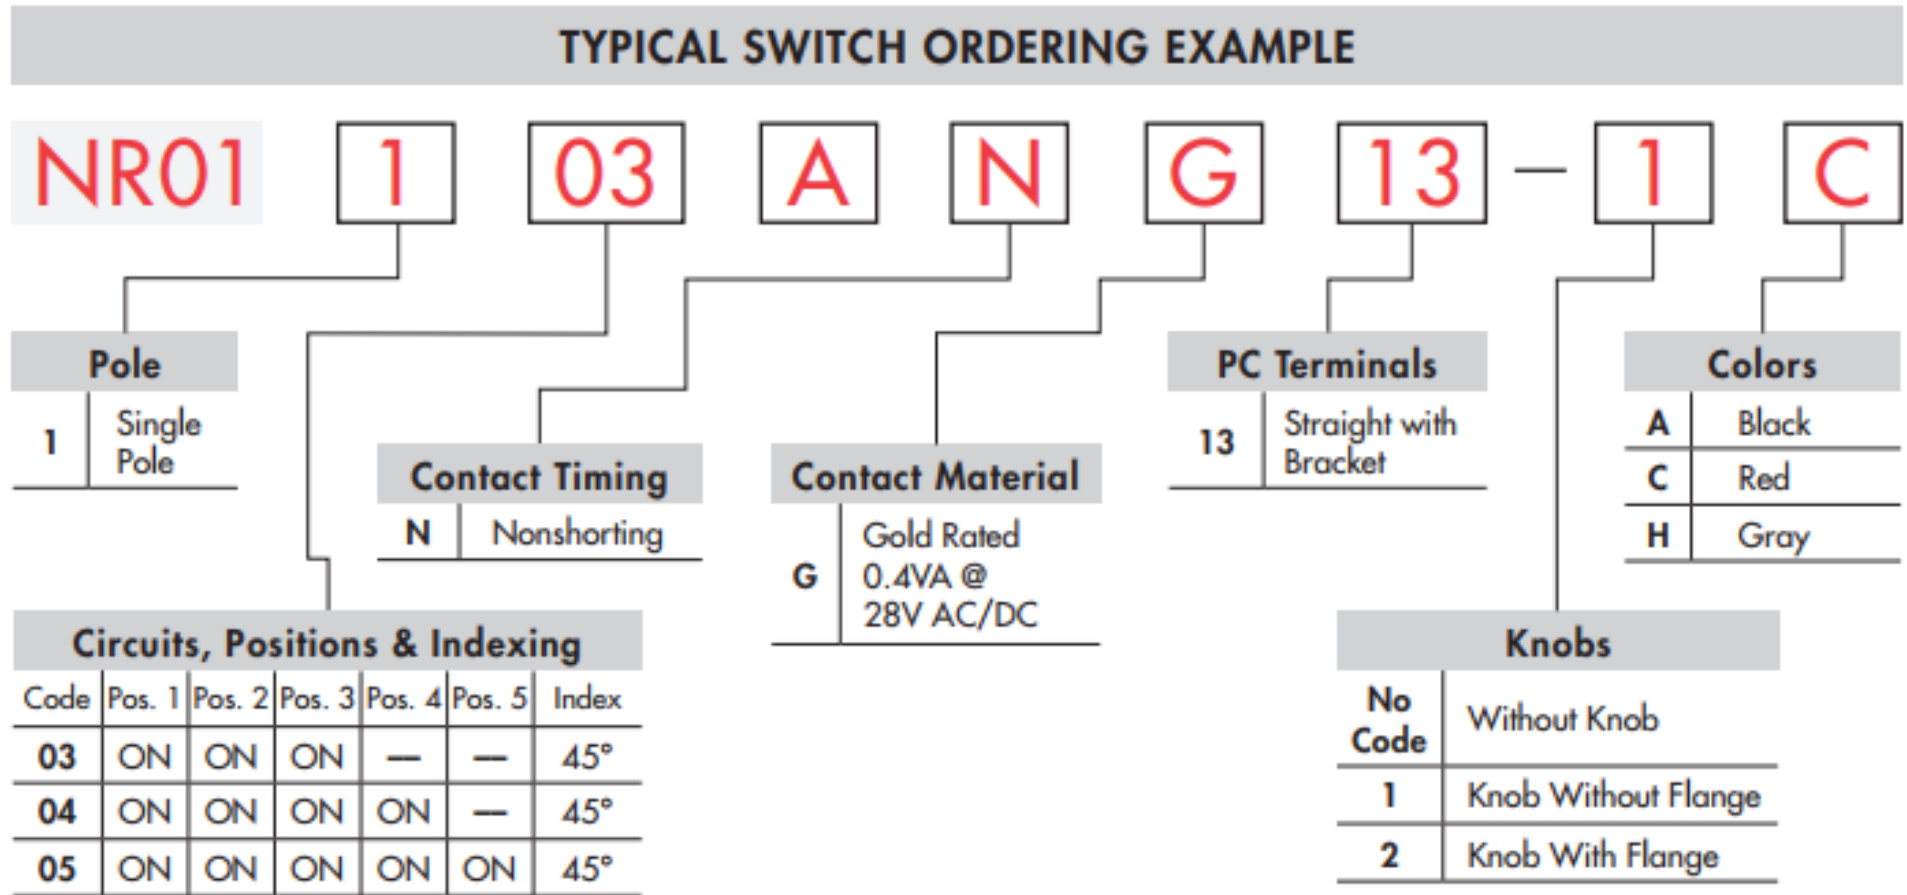 TYPICAL SWITCH ORDERING EXAMPLE
NR01 1 03 A N G 13 – 1 C
Pole
1 Single
Pole
Contact Timing
N Nonshorting
Contact Material
G Gold Rated
0.4VA @
28V AC/DC
PC Terminals
13 Straight with
Bracket
Colors
A Black
C Red
H Gray
Circuits, Positions & Indexing
Code Pos. 1 Pos. 2 Pos. 3 Pos. 4 Pos. 5 Index
03 ON ON ON — — 45°
04 ON ON ON ON — 45°
05 ON ON ON ON ON 45°
Knobs
No
Code Without Knob
1 Knob Without Flange
2 Knob With Flange